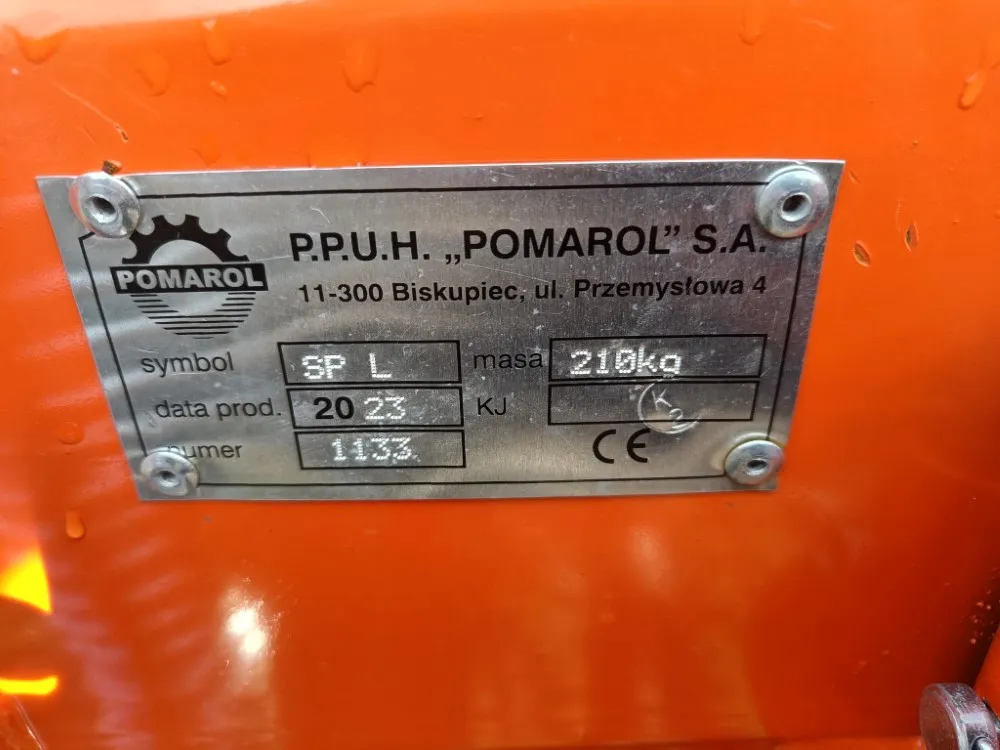 P.P.U.H. „POMAROL” S.A.
POMAROL
11-300 Biskupiec, ul. Przemysłowa 4
symbol SP L masa 210kg
data prod. 20 23 KJ K2
numer 1133 CE